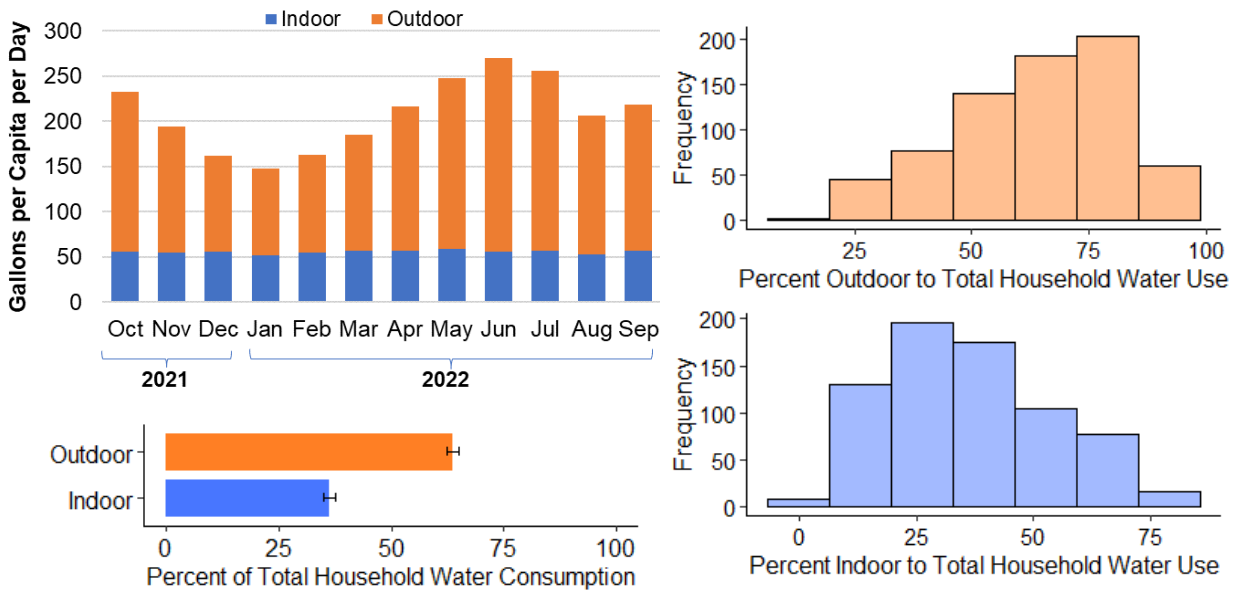 Indoor Outdoor
Gallons per Capita per Day
300
250
200
150
100
50
0
Oct Nov Dec Jan Feb Mar Apr May Jun Jul Aug Sep
2021 2022
Outdoor
Indoor
0 25 50 75 100
Percent of Total Household Water Consumption
Frequency
200
150
100
50
0
25 50 75 100
Percent Outdoor to Total Household Water Use
Frequency
200
150
100
50
0
0 25 50 75
Percent Indoor to Total Household Water Use